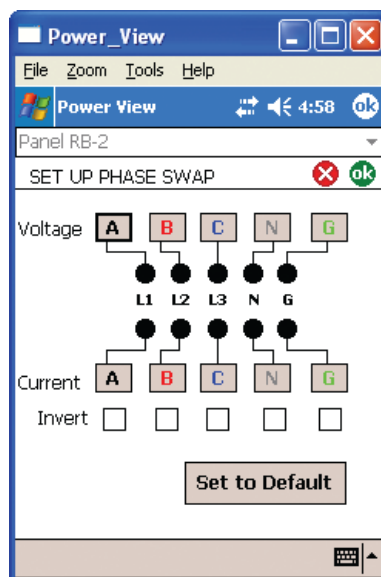 Power_View
File Zoom Tools Help
Power View 4:58 ok
Panel RB-2
SET UP PHASE SWAP ok
Voltage A B C N G
L1 L2 L3 N G
Current A B C N G
Invert
Set to Default